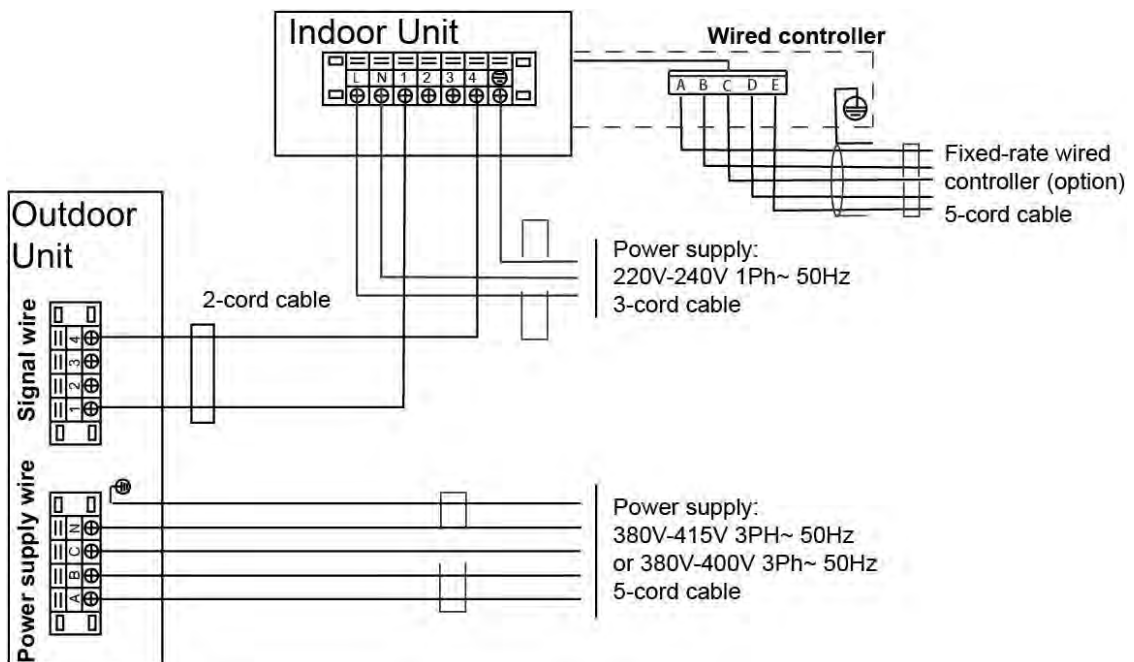 Indoor Unit
L N 1 2 3 4
Wired controller
A B C D E
Fixed-rate wired
controller (option)
5-cord cable
Power supply:
220V-240V 1Ph~ 50Hz
3-cord cable
Outdoor
Unit
2-cord cable
Signal wire
4
3
2
1
Power supply wire
N
C
B
A
Power supply:
380V-415V 3PH~ 50Hz
or 380V-400V 3Ph~ 50Hz
5-cord cable